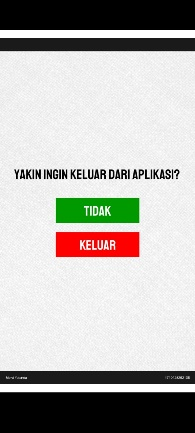 YAKIN INGIN KELUAR DARI APLIKASI?
TIDAK
KELUAR